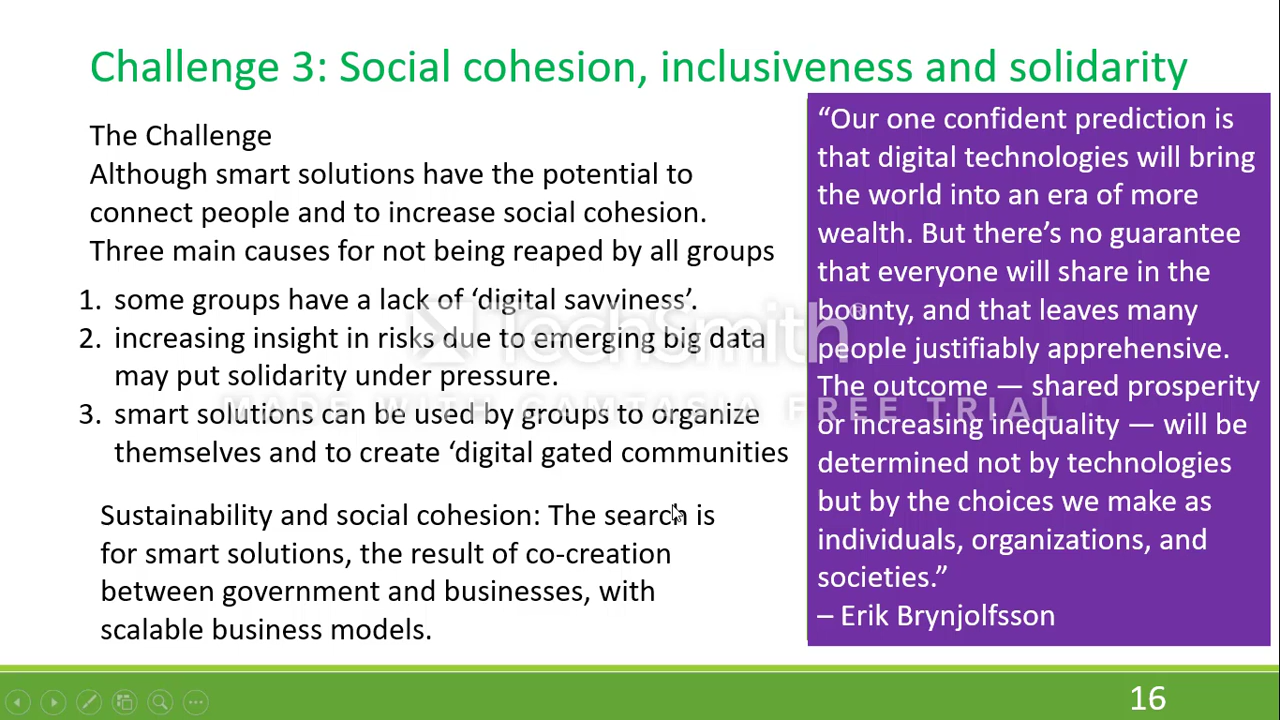 Challenge 3: Social cohesion, inclusiveness and solidarity
The Challenge
Although smart solutions have the potential to
connect people and to increase social cohesion.
Three main causes for not being reaped by all groups
1. some groups have a lack of ‘digital savviness’.
2. increasing insight in risks due to emerging big data
may put solidarity under pressure.
3. smart solutions can be used by groups to organize
themselves and to create ‘digital gated communities
Sustainability and social cohesion: The search is
for smart solutions, the result of co-creation
between government and businesses, with
scalable business models.
“Our one confident prediction is
that digital technologies will bring
the world into an era of more
wealth. But there’s no guarantee
that everyone will share in the
bounty, and that leaves many
people justifiably apprehensive.
The outcome — shared prosperity
or increasing inequality — will be
determined not by technologies
but by the choices we make as
individuals, organizations, and
societies.”
– Erik Brynjolfsson
TechSmith®
MADE WITH CAMTASIA FREE TRIAL
16